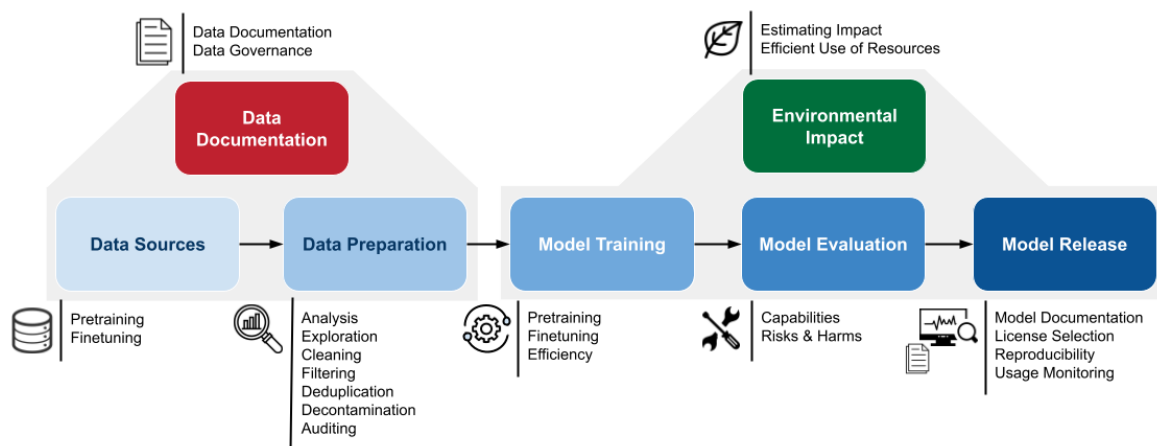 Data Documentation
Data Governance
Estimating Impact
Efficient Use of Resources
Data
Documentation
Environmental
Impact
Data Sources
Data Preparation
Model Training
Model Evaluation
Model Release
Pretraining
Finetuning
Analysis
Exploration
Cleaning
Filtering
Deduplication
Decontamination
Auditing
Pretraining
Finetuning
Efficiency
Capabilities
Risks & Harms
Model Documentation
License Selection
Reproducibility
Usage Monitoring